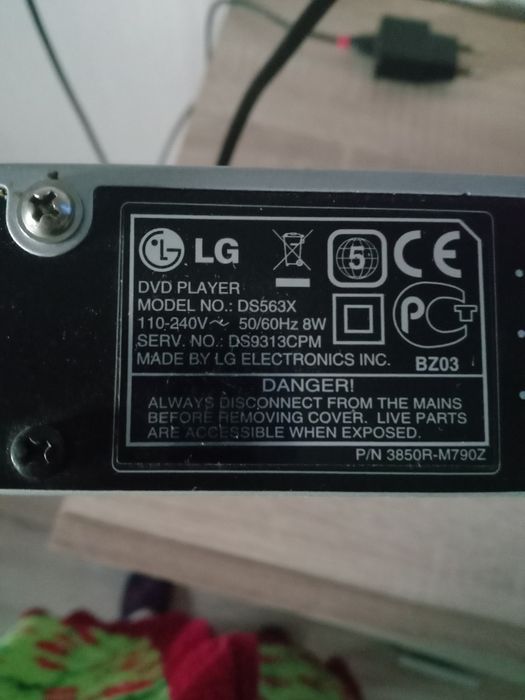 LG
5
CE
DVD PLAYER
MODEL NO.: DS563X
110-240V~ 50/60Hz 8W
SERV. NO.: DS9313CPM
MADE BY LG ELECTRONICS INC.
PCT
BZ03
DANGER!
ALWAYS DISCONNECT FROM THE MAINS
BEFORE REMOVING COVER. LIVE PARTS
ARE ACCESSIBLE WHEN EXPOSED.
P/N 3850R-M790Z